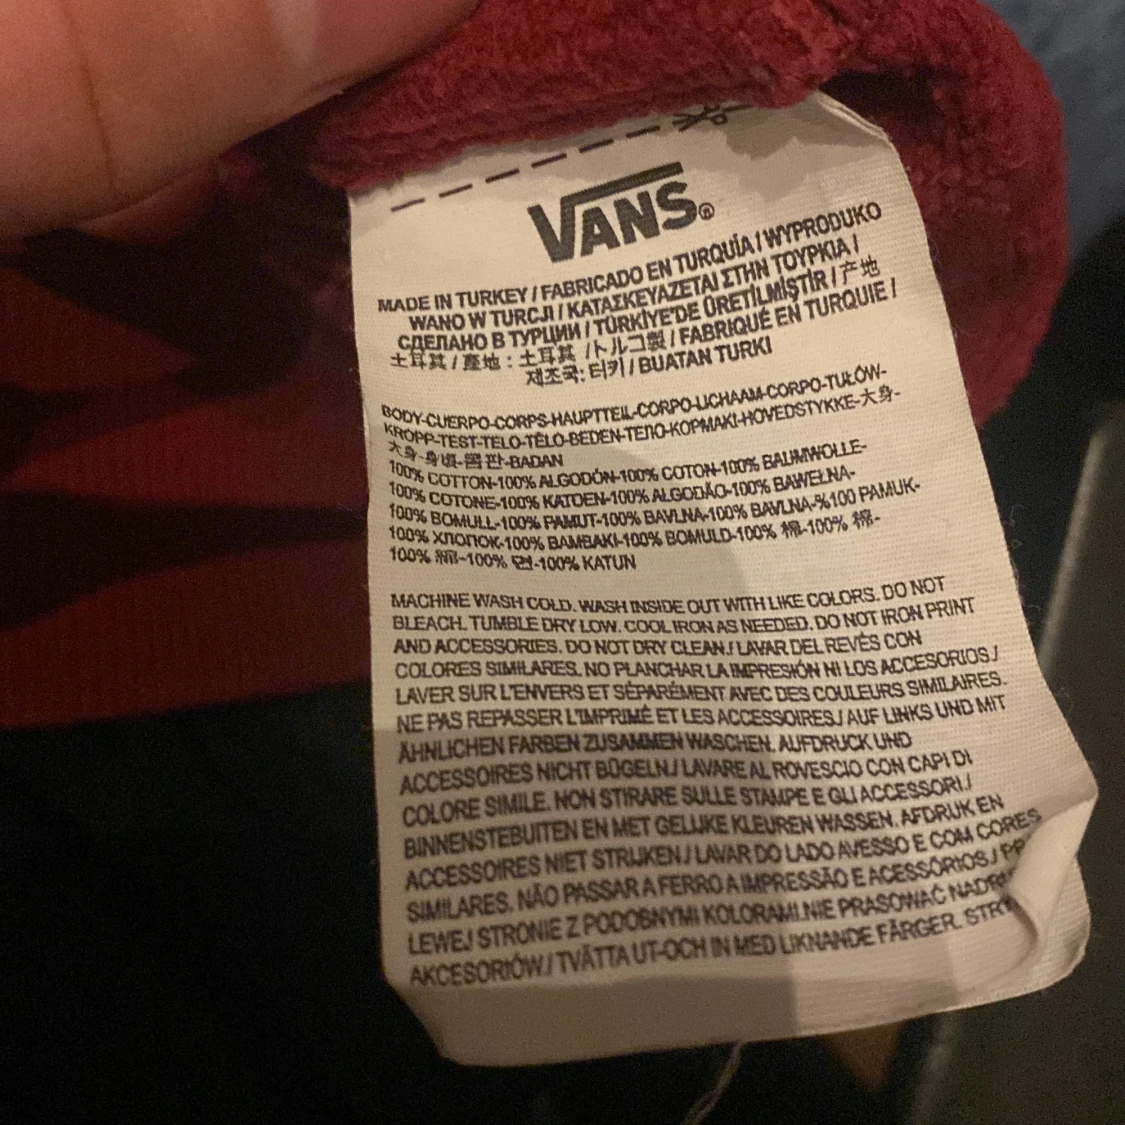 VANS®
MADE IN TURKEY / FABRICADO EN TURQUÍA / WYPRODUKO
WANO W TURCJI / ΚΑΤΑΣΚΕΥΑΖΕΤΑΙ ΣΤΗΝ ΤΟΥΡΚΙΑ /
СДЕЛАНО В ТУРЦИИ / TÜRKİYE'DE ÜRETİLMİŞTİR / 产地
土耳其 / 產地 : 土耳其 / トルコ製 / FABRIQUÉ EN TURQUIE /
제조국: 터키 / BUATAN TURKI
BODY-CUERPO-CORPS-HAUPTTEIL-CORPO-LICHAAM-CORPO-TUŁÓW-
KROPP-TEST-TELO-TĚLO-BEDEN-ТЕЛО-ΚΟΡΜΑΚΙ-HOVEDSTYKKE-大身-
大身-身頃-몸판-BADAN
100% COTTON-100% ALGODÓN-100% COTON-100% BAUMWOLLE-
100% COTONE-100% KATOEN-100% ALGODÃO-100% BAWEŁNA-
100% BOMULL-100% PAMUT-100% BAVLNA-100% BAVLNA-%100 PAMUK-
100% ХЛОПОК-100% ΒΑΜΒΑΚΙ-100% BOMULD-100% 棉-100% 棉-
100% 綿-100% 면-100% KATUN
MACHINE WASH COLD. WASH INSIDE OUT WITH LIKE COLORS. DO NOT
BLEACH. TUMBLE DRY LOW. COOL IRON AS NEEDED. DO NOT IRON PRINT
AND ACCESSORIES. DO NOT DRY CLEAN./ LAVAR DEL REVÉS CON
COLORES SIMILARES. NO PLANCHAR LA IMPRESIÓN NI LOS ACCESORIOS./
LAVER SUR L'ENVERS ET SÉPARÉMENT AVEC DES COULEURS SIMILAIRES.
NE PAS REPASSER L'IMPRIMÉ ET LES ACCESSOIRES./ AUF LINKS UND MIT
ÄHNLICHEN FARBEN ZUSAMMEN WASCHEN. AUFDRUCK UND
ACCESSOIRES NICHT BÜGELN./ LAVARE AL ROVESCIO CON CAPI DI
COLORE SIMILE. NON STIRARE SULLE STAMPE E GLI ACCESSORI./
BINNENSTEBUITEN EN MET GELIJKE KLEUREN WASSEN. AFDRUK EN
ACCESSOIRES NIET STRIJKEN./ LAVAR DO LADO AVESSO E COM CORES
SIMILARES. NÃO PASSAR A FERRO A IMPRESSÃO E ACESSÓRIOS./
LEWEJ STRONIE Z PODOBNYMI KOLORAMI.NIE PRASOWAĆ
AKCESORIÓW./ TVÄTTA UT-OCH IN MED LIKNANDE FÄRGER.